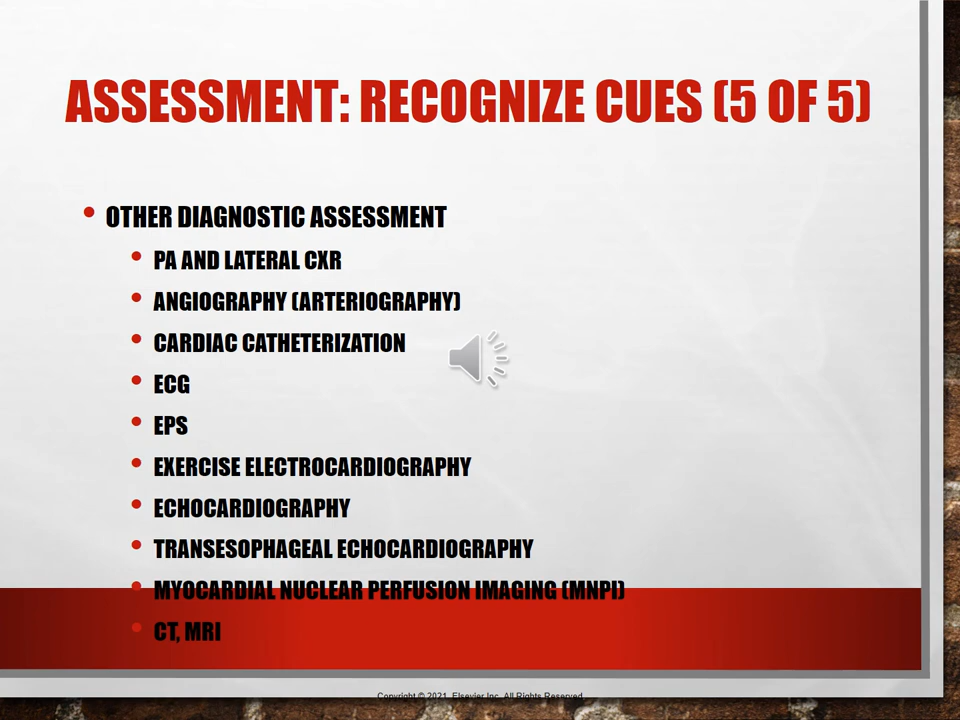 ASSESSMENT: RECOGNIZE CUES (5 OF 5)
• OTHER DIAGNOSTIC ASSESSMENT
• PA AND LATERAL CXR
• ANGIOGRAPHY (ARTERIOGRAPHY)
• CARDIAC CATHETERIZATION
• ECG
• EPS
• EXERCISE ELECTROCARDIOGRAPHY
• ECHOCARDIOGRAPHY
• TRANSESOPHAGEAL ECHOCARDIOGRAPHY
• MYOCARDIAL NUCLEAR PERFUSION IMAGING (MNPI)
• CT, MRI
Copyright © 2021, Elsevier Inc. All Rights Reserved.